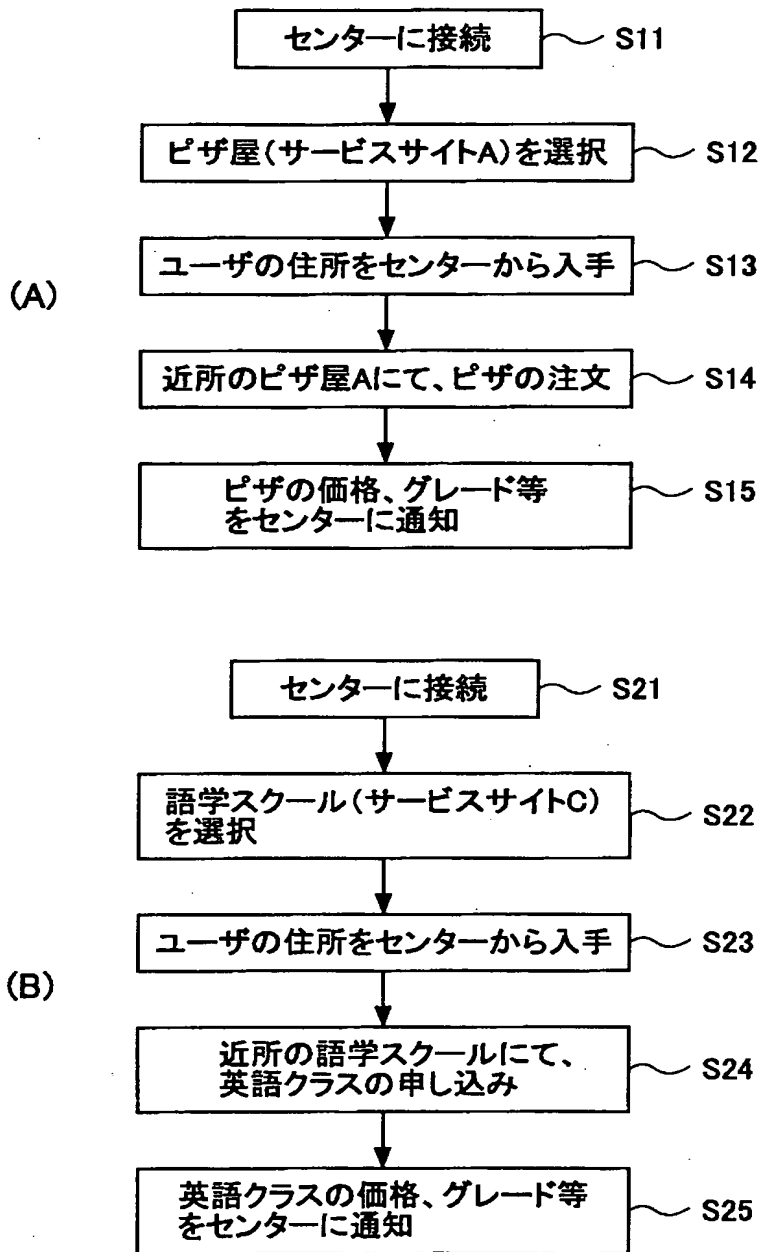 センターに接続 S11
ピザ屋(サービスサイトA)を選択 S12
ユーザの住所をセンターから入手 S13
(A)
近所のピザ屋Aにて、ピザの注文 S14
ピザの価格、グレード等 S15
をセンターに通知
センターに接続 S21
語学スクール(サービスサイトC) S22
を選択
ユーザの住所をセンターから入手 S23
(B)
近所の語学スクールにて、 S24
英語クラスの申し込み
英語クラスの価格、グレード等 S25
をセンターに通知